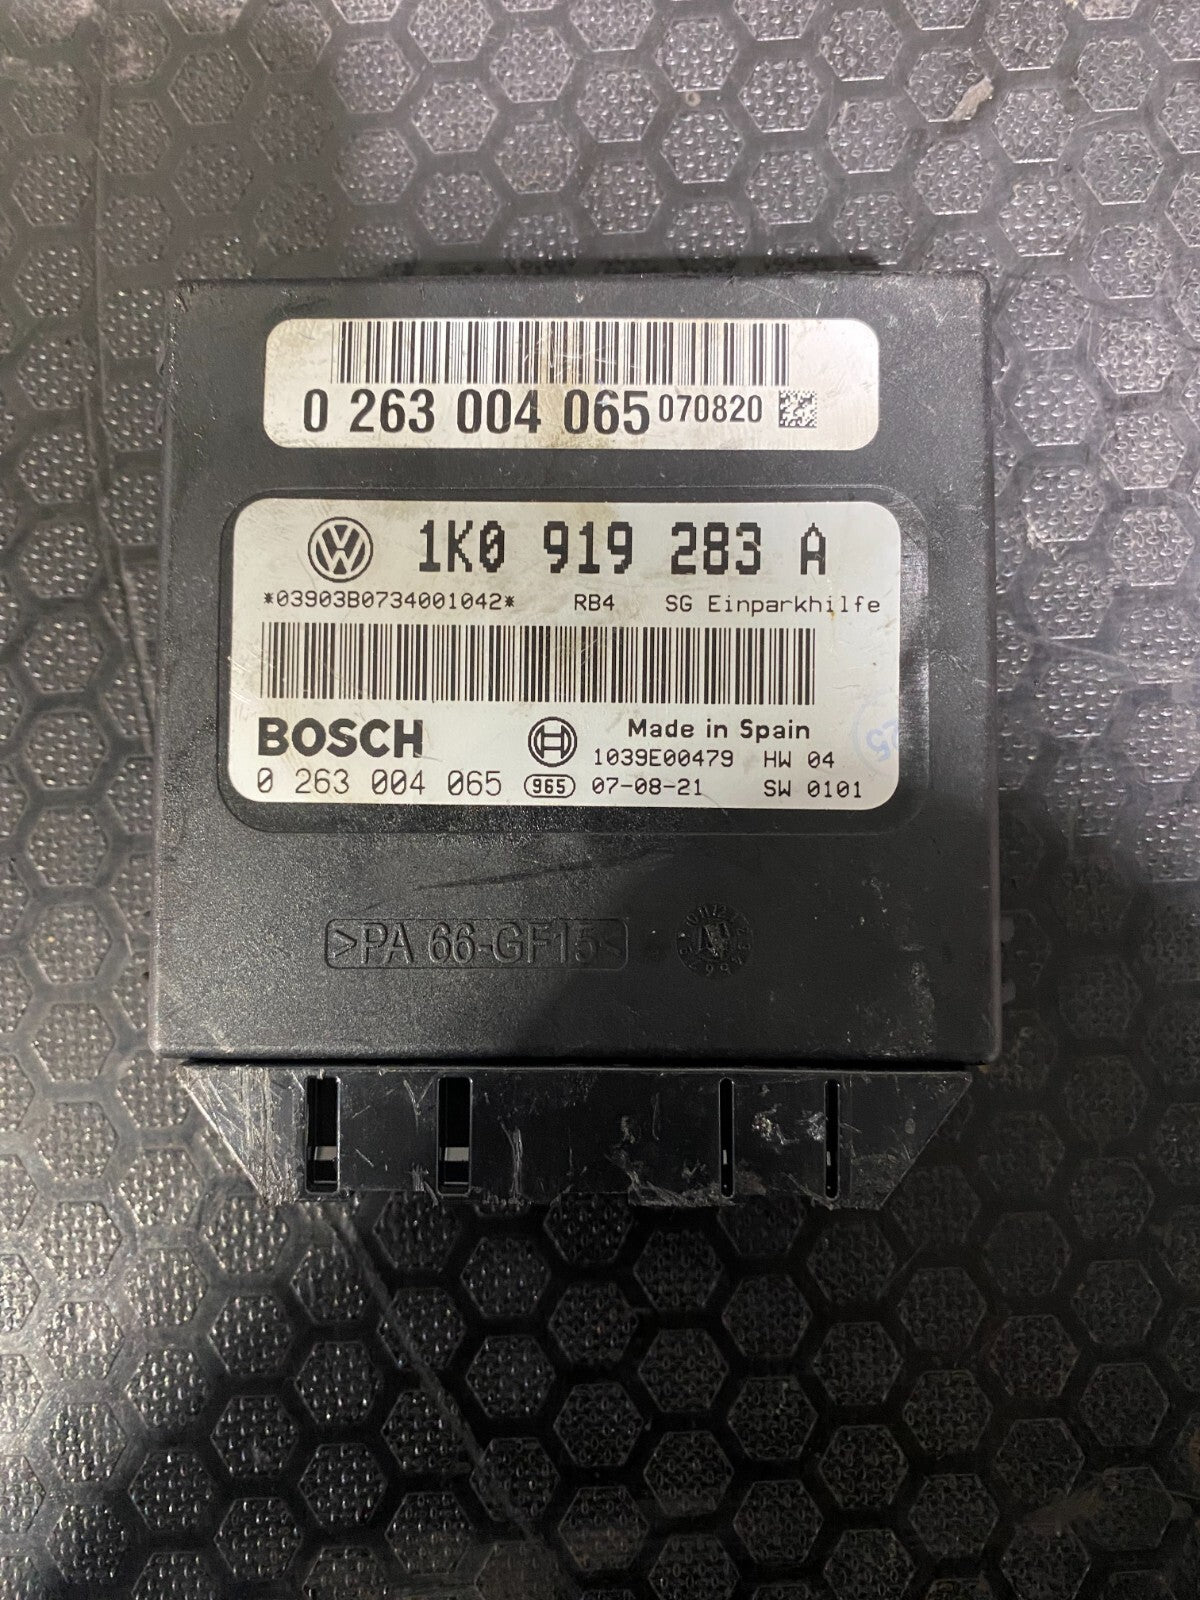 0 263 004 065 070820
1K0 919 283 A
*03903B0734001042* RB4 SG Einparkhilfe
BOSCH
Made in Spain
1039E00479 HW 04
0 263 004 065 965 07-08-21 SW 0101
>PA 66-GF15<